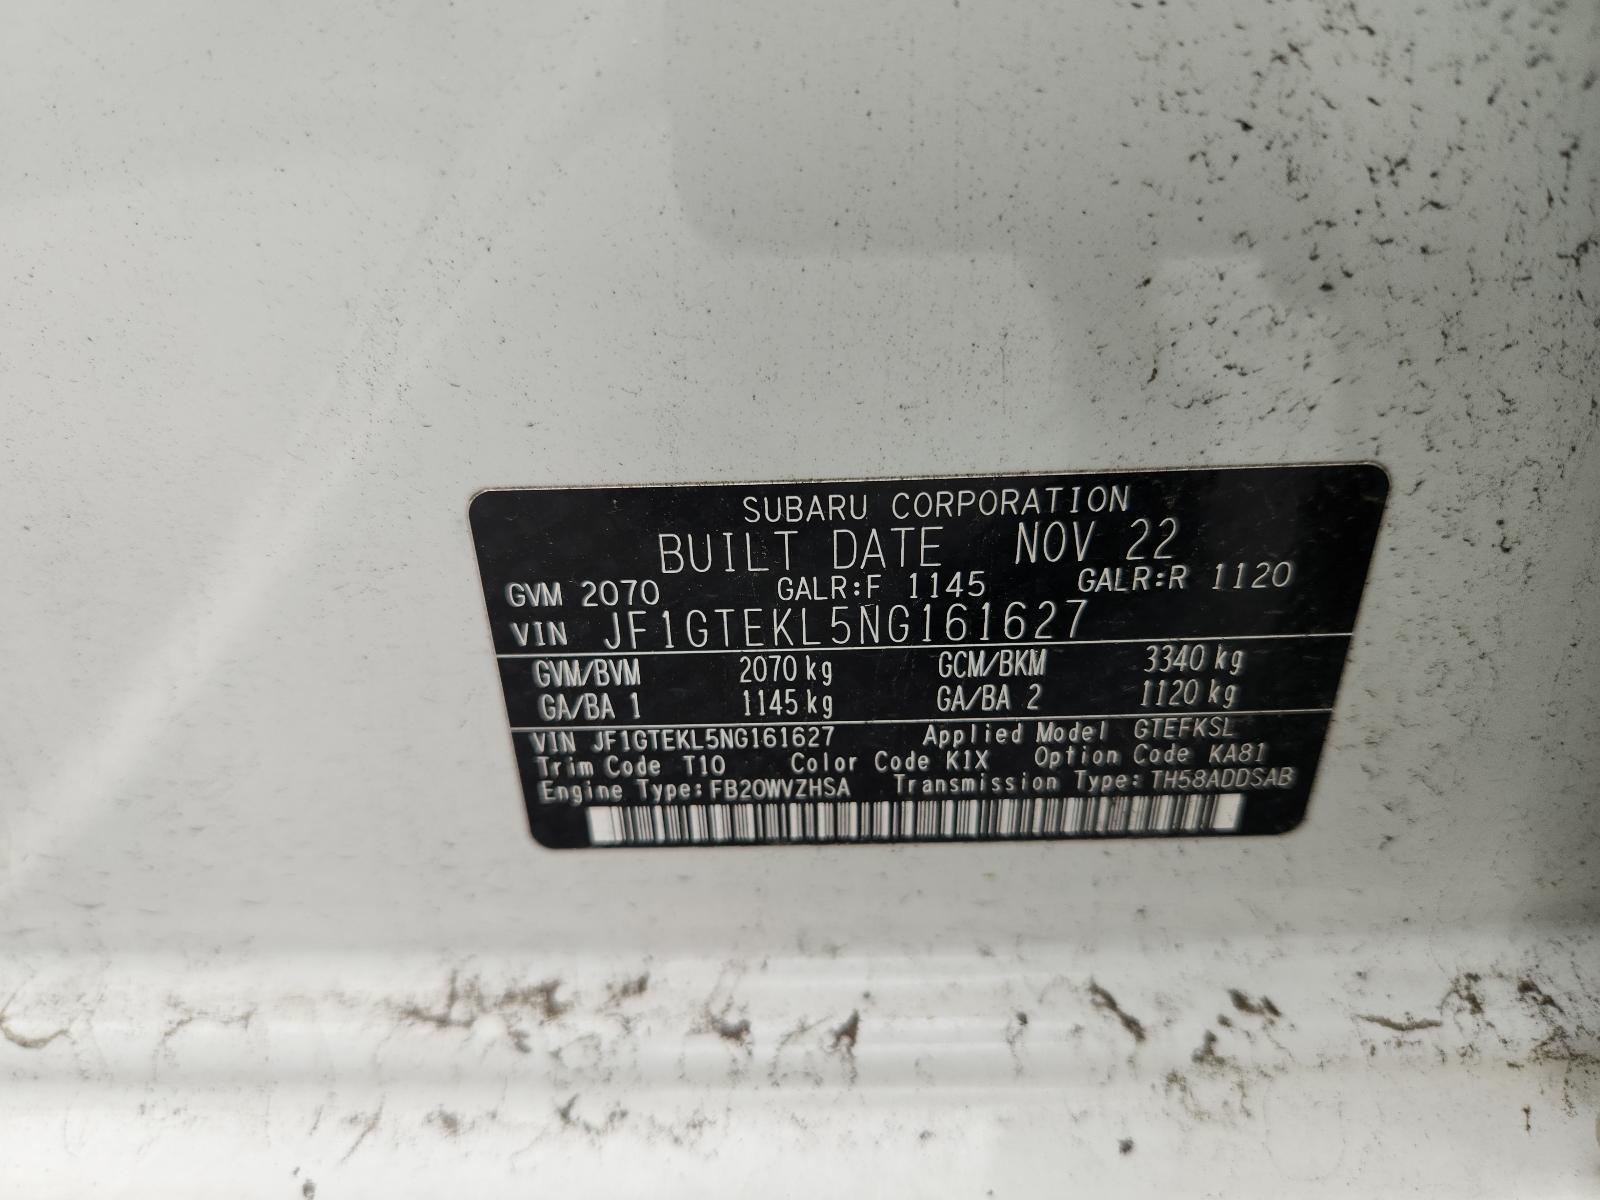 SUBARU CORPORATION
BUILT DATE NOV 22
GVM 2070 GALR:F 1145 GALR:R 1120
VIN JF1GTEKL5NG161627
GVM/BVM 2070 kg GCM/BKM 3340 kg
GA/BA 1 1145 kg GA/BA 2 1120 kg
VIN JF1GTEKL5NG161627 Applied Model GTEFKSL
Trim Code T10 Color Code K1X Option Code KA81
Engine Type: FB20WVZHSA Transmission Type: TH58ADDSAB